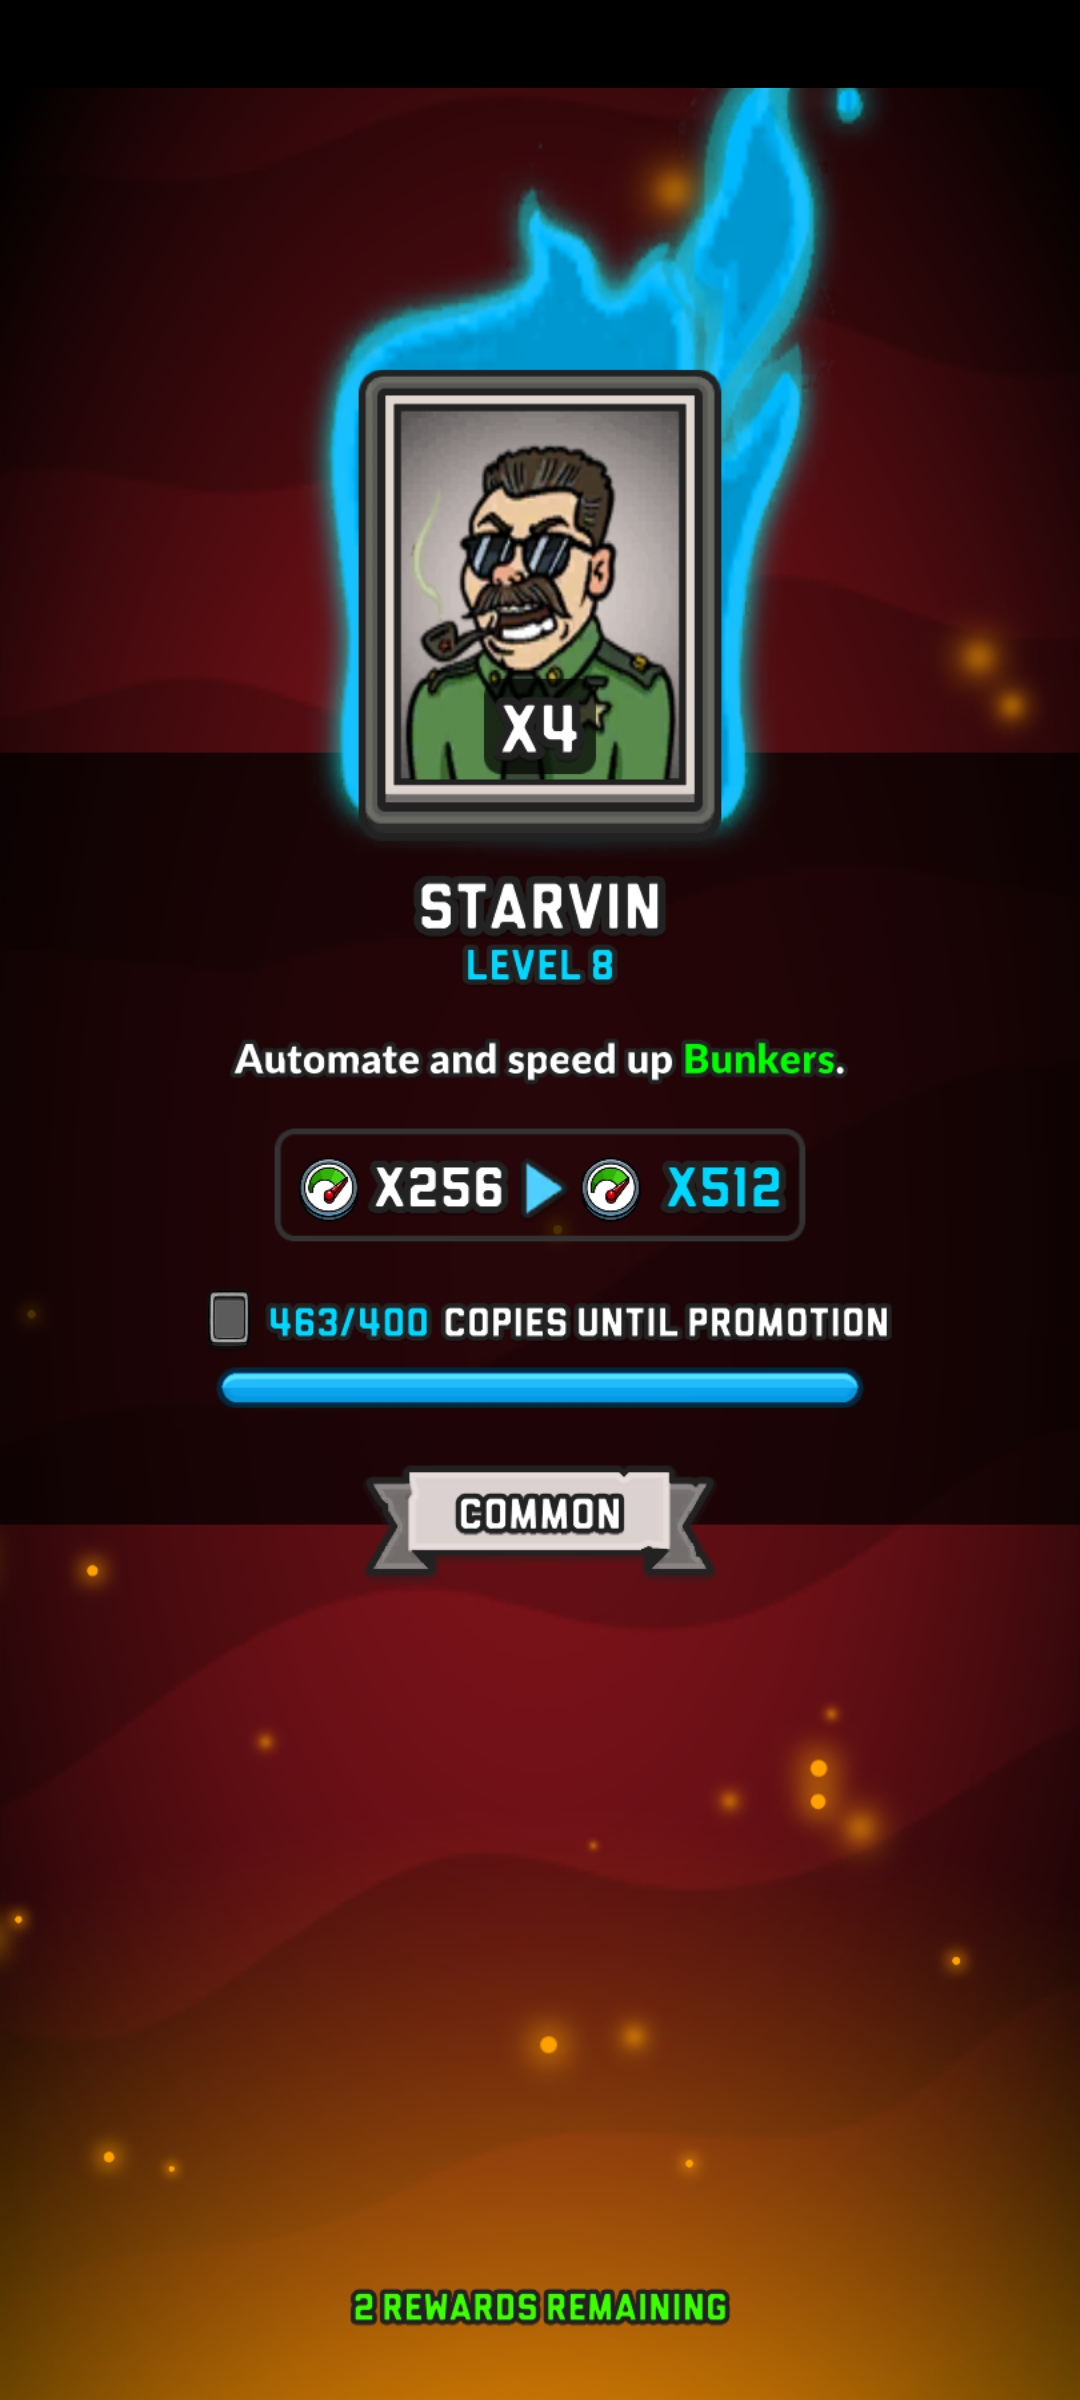 X4
STARVIN
LEVEL 8
Automate and speed up Bunkers.
X256 X512
463/400 COPIES UNTIL PROMOTION
COMMON
2 REWARDS REMAINING